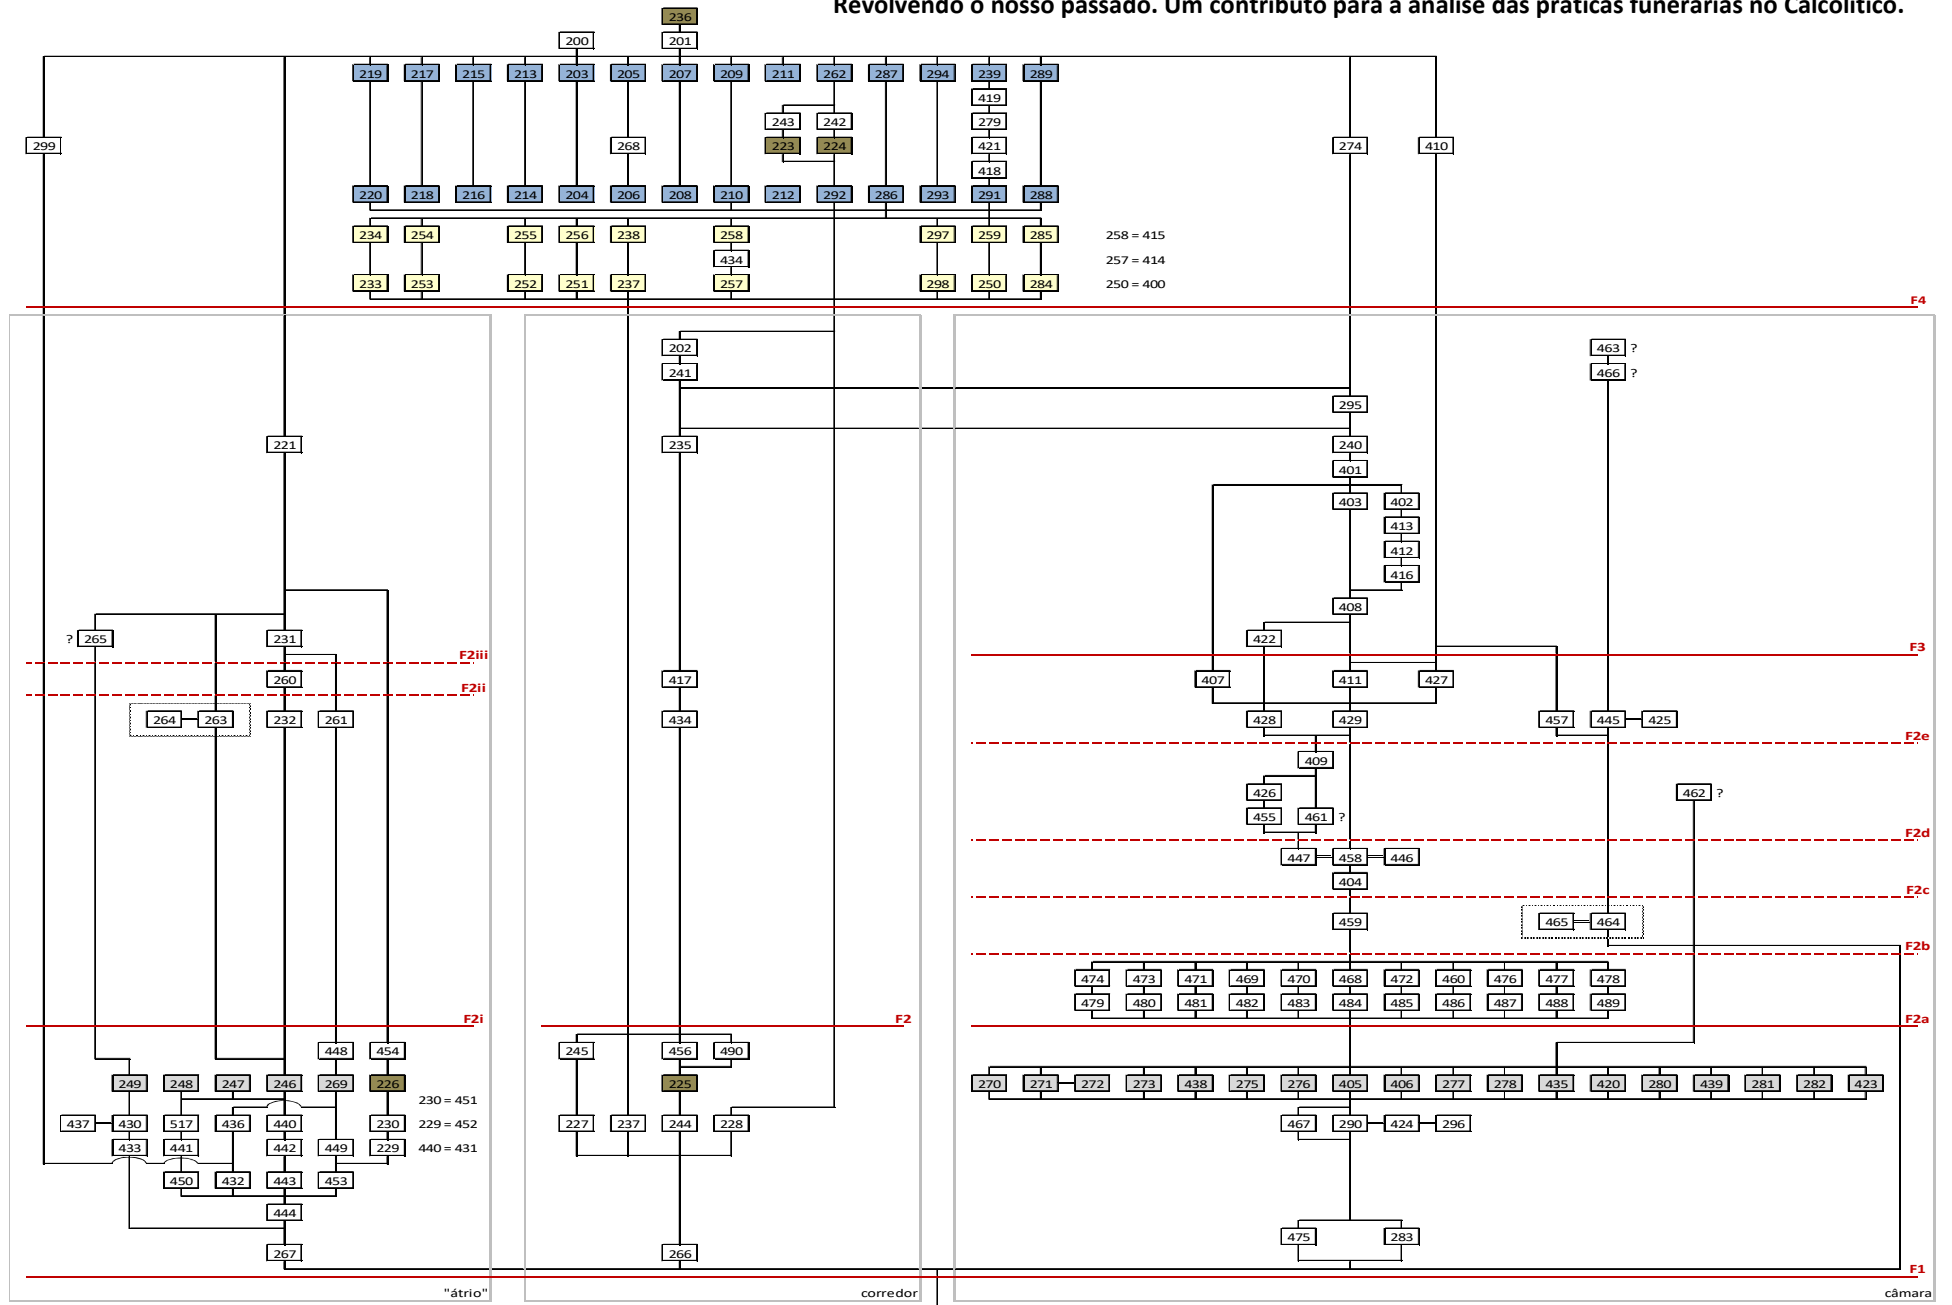 Revolvendo o nosso passado. Um contributo para a análise das práticas funerárias no Calcolítico.
236
200 201
219 217 215 213 203 205 207 209 211 262 287 294 239 289
419
243 242 279
299 268 223 224 421 274 410
418
220 218 216 214 204 206 208 210 212 292 286 293 291 288
234 254 255 256 238 258 297 259 285 258 = 415
434 257 = 414
233 253 252 251 237 257 298 250 284 250 = 400
F4
202 463 ?
241 466 ?
295
221 235 240
401
403 402
413
412
416
408
? 265 231 422
F2iii F3
260 417 407 411 427
F2ii
264 263 232 261 434 428 429 457 445 425
F2e
409
426 462 ?
455 461 ?
F2d
447 458 446
404
F2c
459 465 464
F2b
474 473 471 469 470 468 472 460 476 477 478
479 480 481 482 483 484 485 486 487 488 489
F2i F2 F2a
448 454 245 456 490
249 248 247 246 269 226 225 270 271 272 273 438 275 276 405 406 277 278 435 420 280 439 281 282 423
230 = 451
437 430 517 436 440 230 229 = 452 227 237 244 228 467 290 424 296
433 441 442 449 229 440 = 431
450 432 443 453
444
475 283
267 266
F1
"átrio" corredor câmara